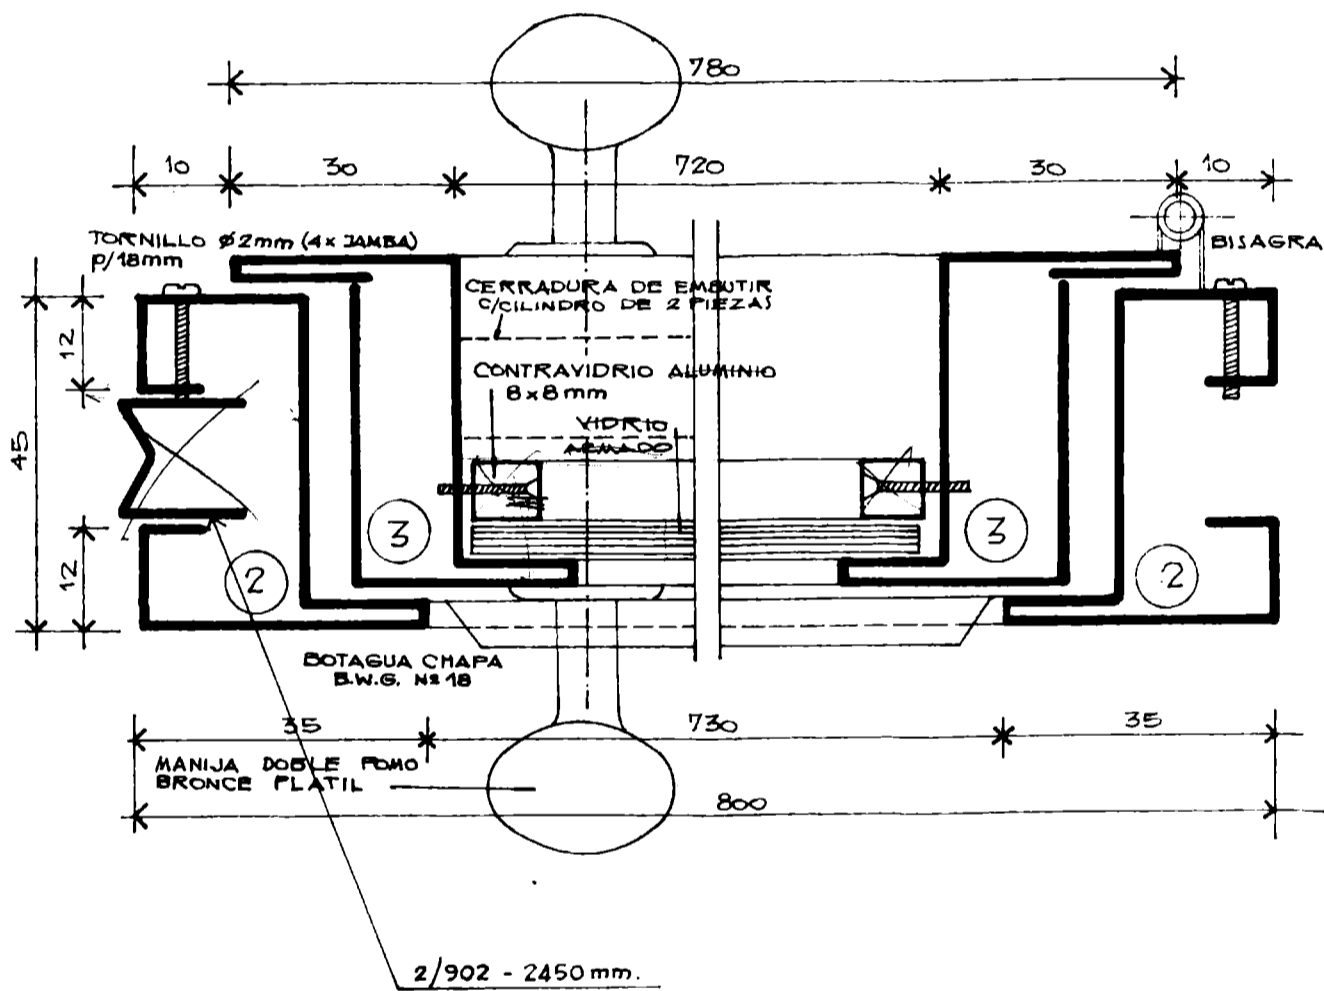 780
10 30 720 30 10
TORNILLO Ø2mm (4x JAMBA)
P/18mm
BISAGRA
CERRADURA DE EMBUTIR
C/CILINDRO DE 2 PIEZAS
12
CONTRAVIDRIO ALUMINIO
8x8mm
VIDRIO
ARMADO
45
3 3
12
2 2
BOTAGUA CHAPA
B.W.G. Nº 18
35 730 35
MANIJA DOBLE POMO
BRONCE PLATIL
800
2/902 - 2450 mm.